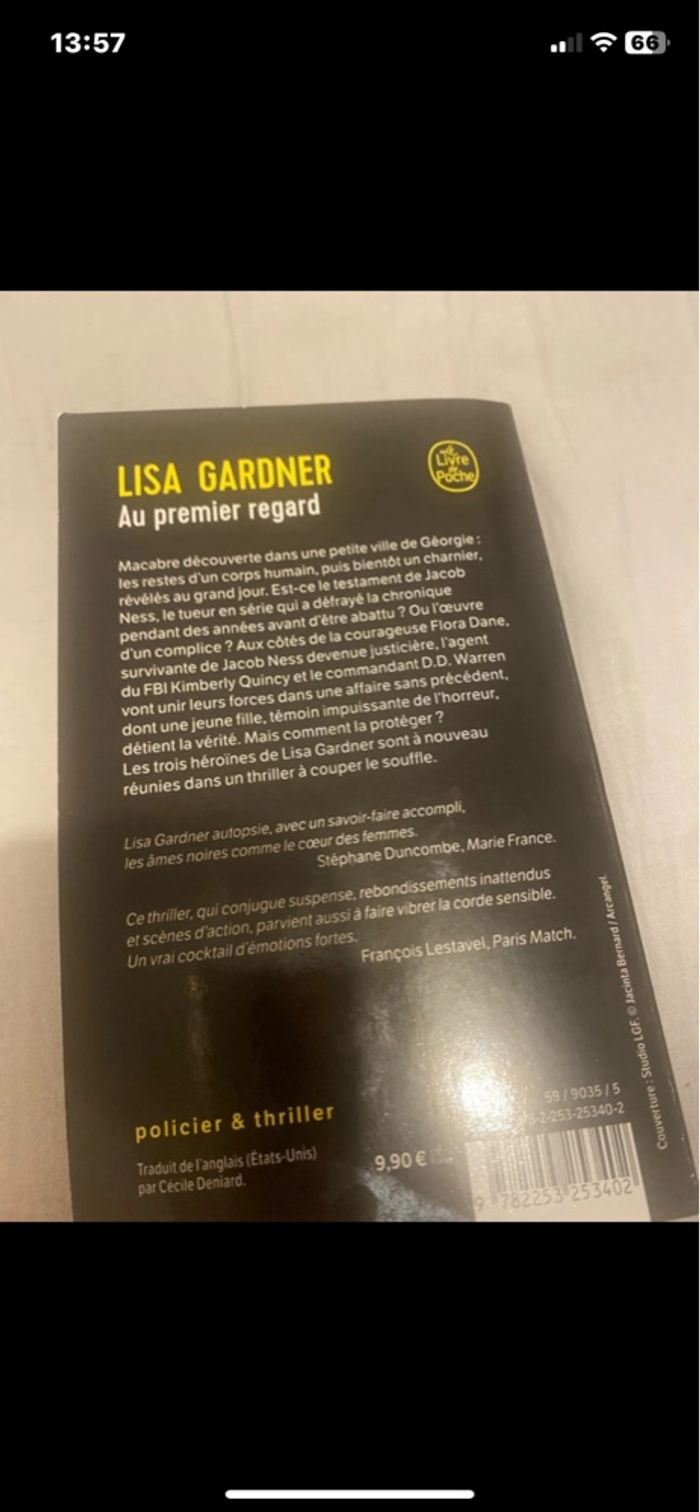 13:57
66
LISA GARDNER
Au premier regard
Le
Livre
de
Poche
Macabre découverte dans une petite ville de Géorgie :
les restes d'un corps humain, puis bientôt un charnier,
révélés au grand jour. Est-ce le testament de Jacob
Ness, le tueur en série qui a défrayé la chronique
pendant des années avant d'être abattu ? Ou l'œuvre
d'un complice ? Aux côtés de la courageuse Flora Dane,
survivante de Jacob Ness devenue justicière, l'agent
du FBI Kimberly Quincy et le commandant D.D. Warren
vont unir leurs forces dans une affaire sans précédent,
dont une jeune fille, témoin impuissante de l'horreur,
détient la vérité. Mais comment la protéger ?
Les trois héroïnes de Lisa Gardner sont à nouveau
réunies dans un thriller à couper le souffle.
Lisa Gardner autopsie, avec un savoir-faire accompli,
les âmes noires comme le cœur des femmes.
Stéphane Duncombe, Marie France.
Ce thriller, qui conjugue suspense, rebondissements inattendus
et scènes d'action, parvient aussi à faire vibrer la corde sensible.
Un vrai cocktail d'émotions fortes.
François Lestavel, Paris Match.
policier & thriller
Traduit de l'anglais (États-Unis)
par Cécile Deniard.
9,90 €
59 / 9035 / 5
-2-253-25340-2
9 782253 253402
Couverture : Studio LGF. © Jacinta Bernard / Arcangel.